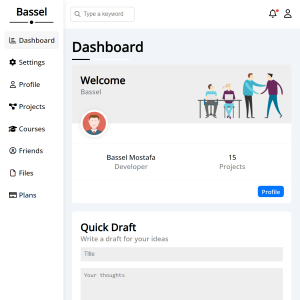 Bassel
Type a keyword
Dashboard
Settings
Profile
Projects
Courses
Friends
Files
Plans
Dashboard
Welcome
Bassel
Bassel Mostafa
Developer
15
Projects
Profile
Quick Draft
Write a draft for your ideas
Title
Your thoughts